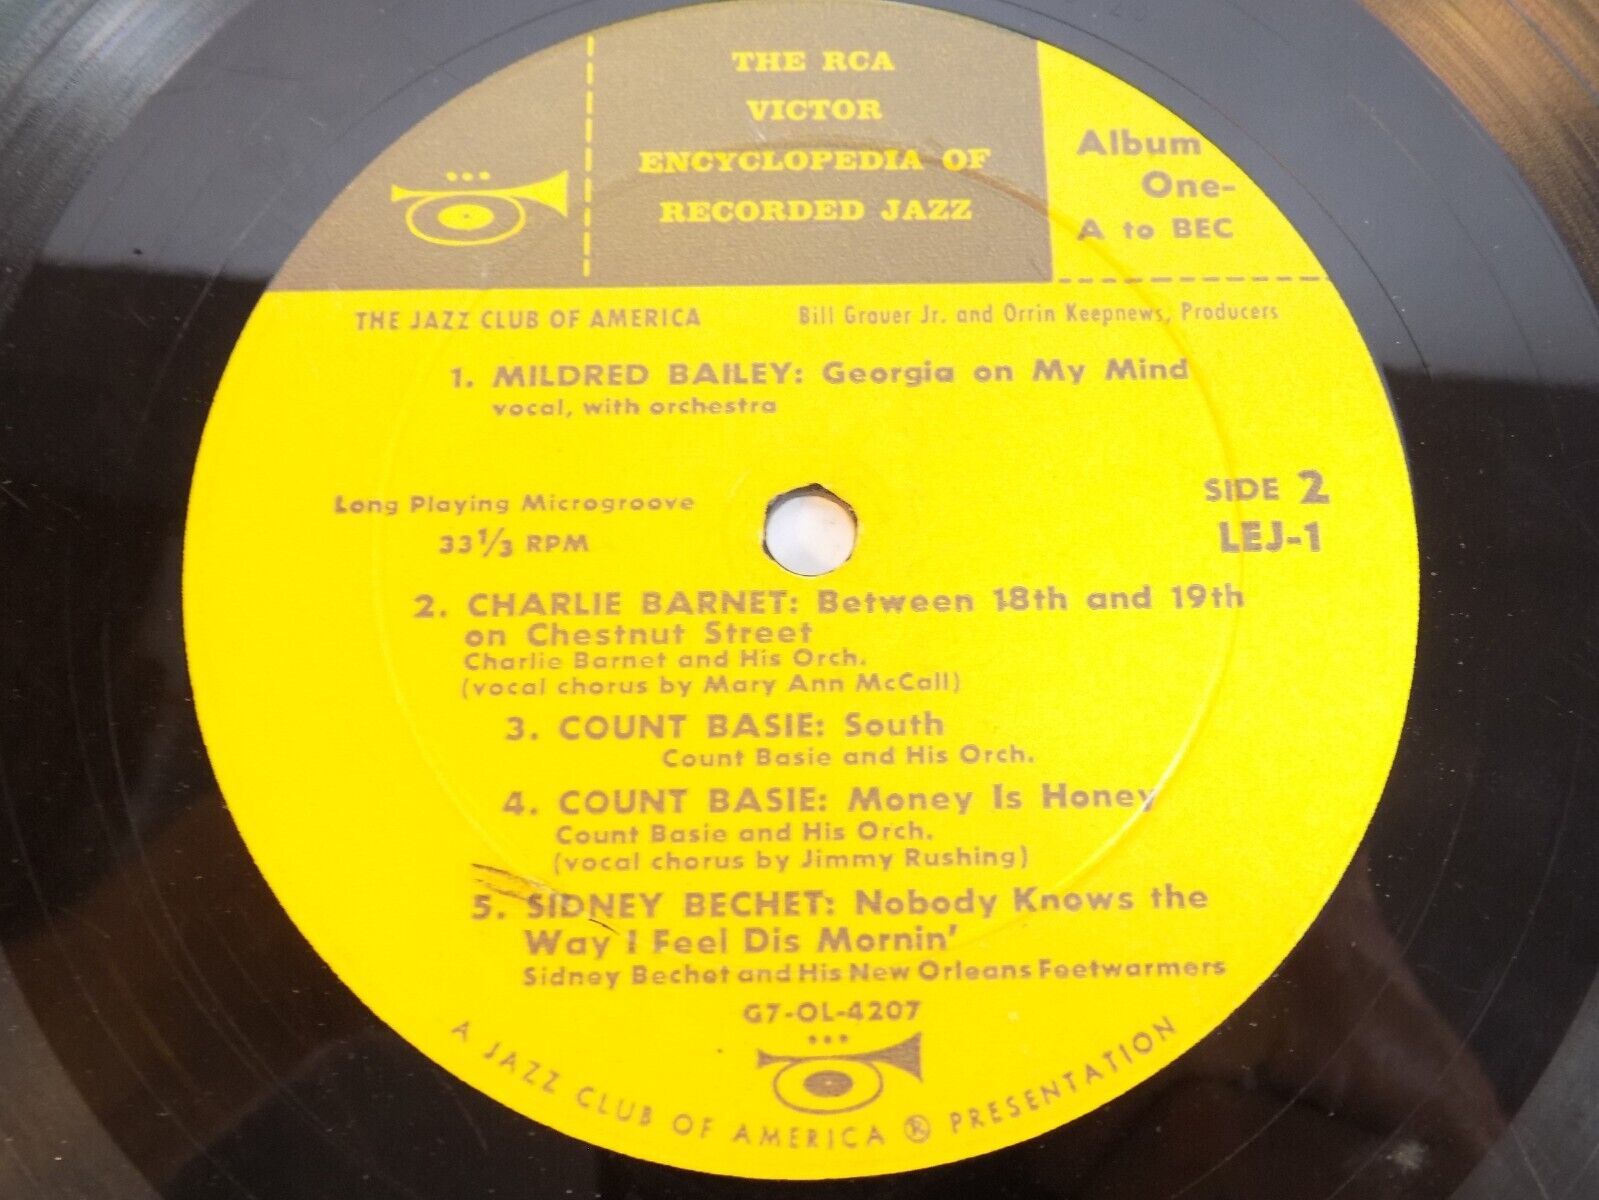 THE RCA
VICTOR
ENCYCLOPEDIA OF
RECORDED JAZZ
Album
One-
A to BEC
THE JAZZ CLUB OF AMERICA
Bill Grauer Jr. and Orrin Keepnews, Producers
1. MILDRED BAILEY: Georgia on My Mind
vocal, with orchestra
Long Playing Microgroove
33 1/3 RPM
SIDE 2
LEJ-1
2. CHARLIE BARNET: Between 18th and 19th
on Chestnut Street
Charlie Barnet and His Orch.
(vocal chorus by Mary Ann McCall)
3. COUNT BASIE: South
Count Basie and His Orch.
4. COUNT BASIE: Money Is Honey
Count Basie and His Orch.
(vocal chorus by Jimmy Rushing)
5. SIDNEY BECHET: Nobody Knows the
Way I Feel Dis Mornin'
Sidney Bechet and His New Orleans Feetwarmers
G7-OL-4207
A JAZZ CLUB OF AMERICA ® PRESENTATION